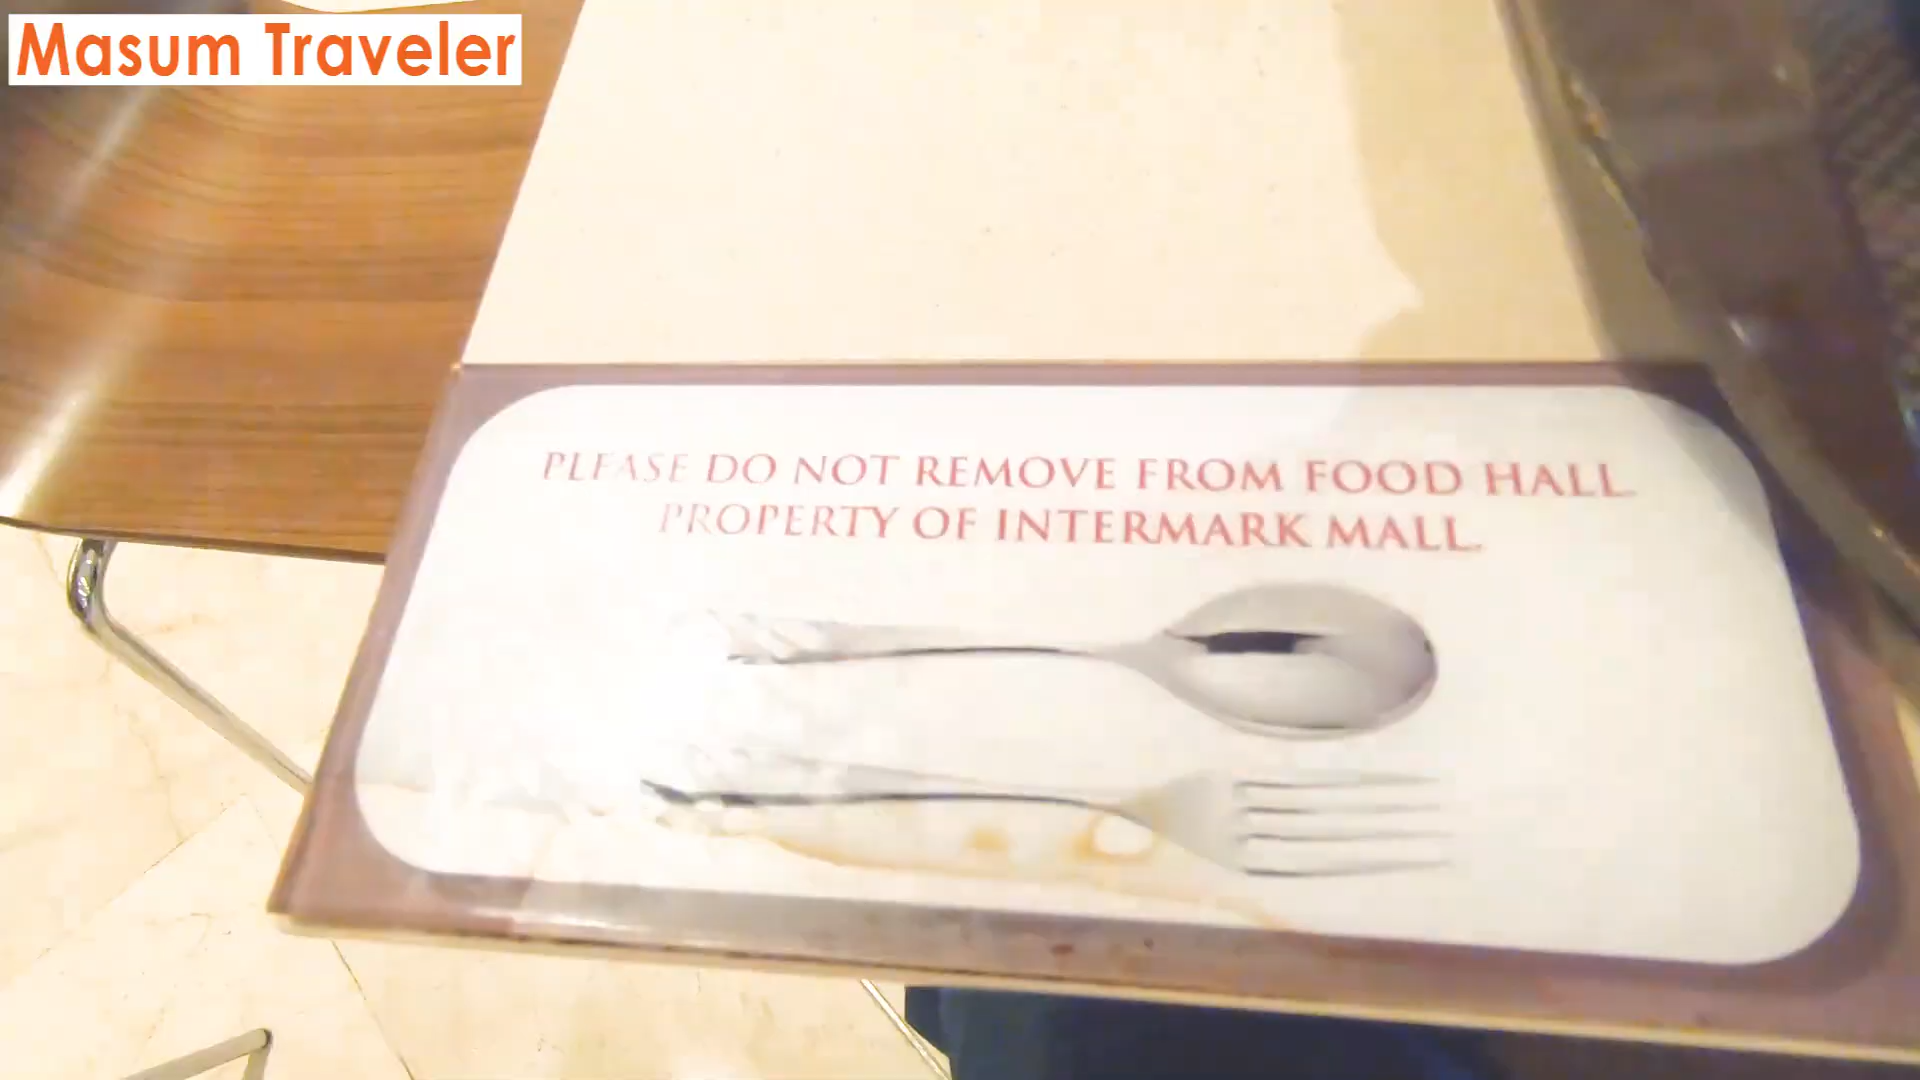 Masum Traveler
PLEASE DO NOT REMOVE FROM FOOD HALL
PROPERTY OF INTERMARK MALL.